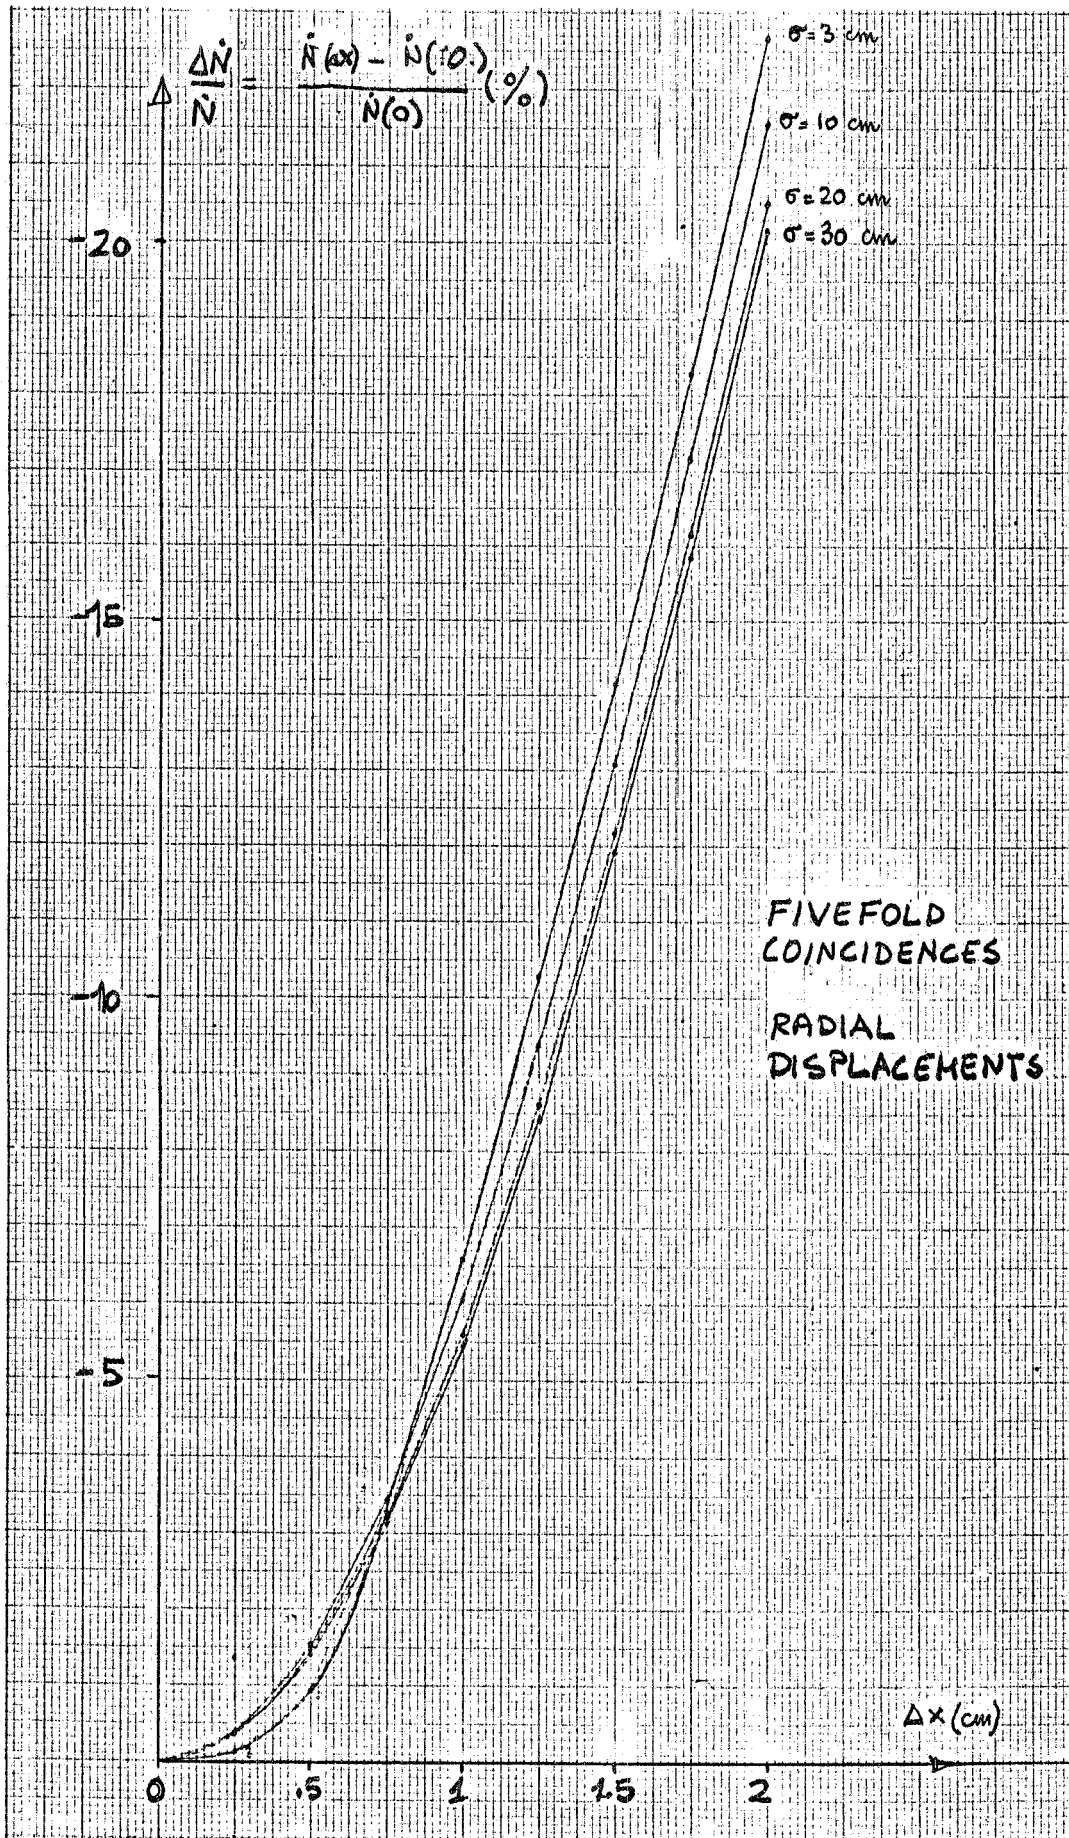 ΔṄ/Ṅ = Ṅ(Δx) - Ṅ(0)/Ṅ(0) (%)
σ=3 cm
σ=10 cm
σ=20 cm
σ=30 cm
-20
-15
-10
-5
FIVEFOLD
COINCIDENCES
RADIAL
DISPLACEMENTS
Δx (cm)
0 .5 1 1.5 2